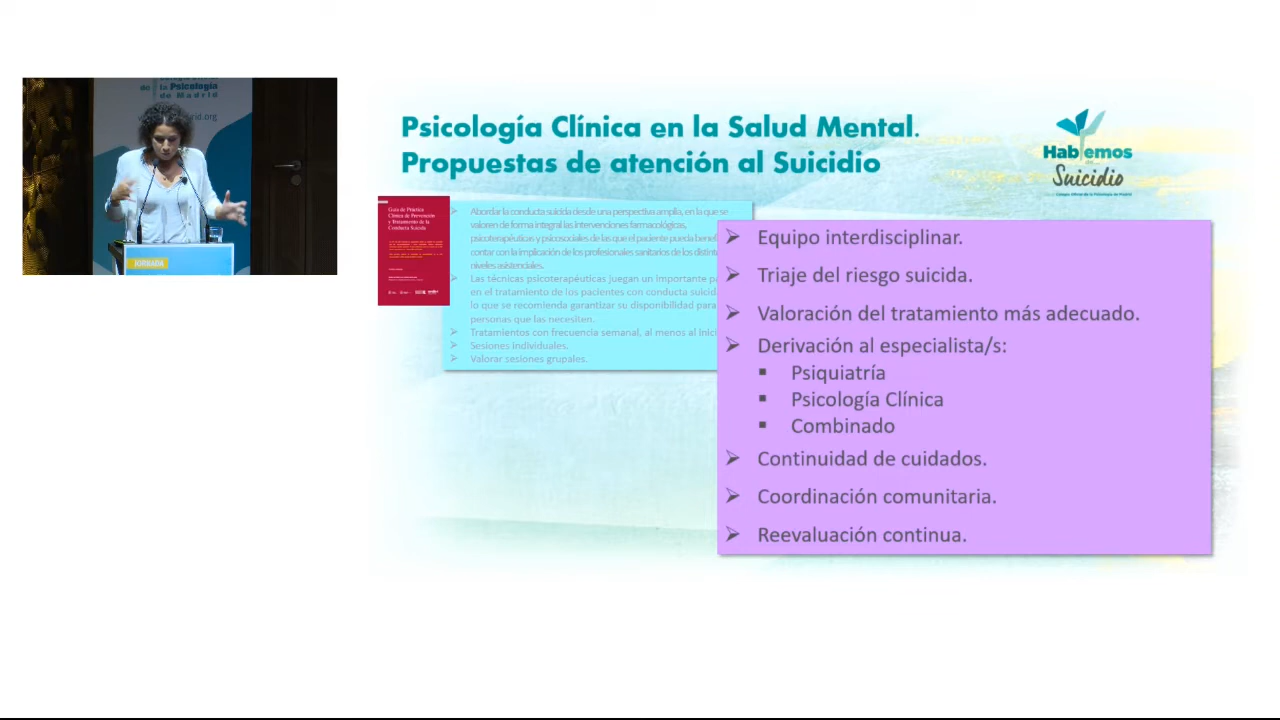 la Psicología
de Madrid
JORNADA
Psicología Clínica en la Salud Mental.
Propuestas de atención al Suicidio
Hablemos
Suicidio
Guía de Práctica
Clínica de Prevención
y Tratamiento de la
Conducta Suicida
➢ Abordar la conducta suicida desde una perspectiva amplia, en la que se
valoren de forma integral las intervenciones farmacológicas,
psicoterapéuticas y psicosociales de las que el paciente pueda
contar con la implicación de los profesionales sanitarios de los
niveles asistenciales.
➢ Las técnicas psicoterapéuticas juegan un importante
en el tratamiento de los pacientes con conducta
lo que se recomienda garantizar su disponibilidad para
personas que las necesiten.
➢ Tratamientos con frecuencia semanal, al menos al
➢ Sesiones individuales.
➢ Valorar sesiones grupales.
➢ Equipo interdisciplinar.
➢ Triaje del riesgo suicida.
➢ Valoración del tratamiento más adecuado.
➢ Derivación al especialista/s:
▪ Psiquiatría
▪ Psicología Clínica
▪ Combinado
➢ Continuidad de cuidados.
➢ Coordinación comunitaria.
➢ Reevaluación continua.